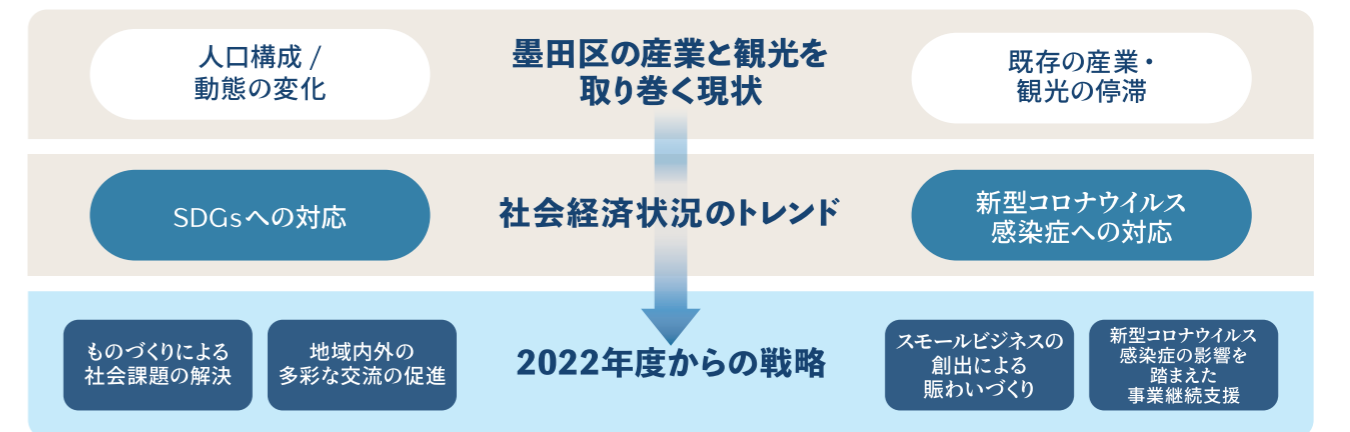 人口構成 /
動態の変化
墨田区の産業と観光を
取り巻く現状
既存の産業・
観光の停滞
SDGsへの対応
社会経済状況のトレンド
新型コロナウイルス
感染症への対応
ものづくりによる
社会課題の解決
地域内外の
多彩な交流の促進
2022年度からの戦略
スモールビジネスの
創出による
賑わいづくり
新型コロナウイルス
感染症の影響を
踏まえた
事業継続支援